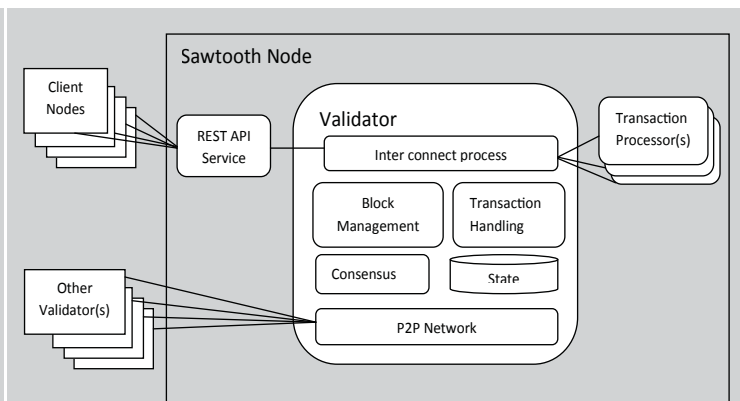 Sawtooth Node
Client
Nodes
REST API
Service
Validator
Inter connect process
Transaction
Processor(s)
Block
Management
Transaction
Handling
Consensus
State
Other
Validator(s)
P2P Network